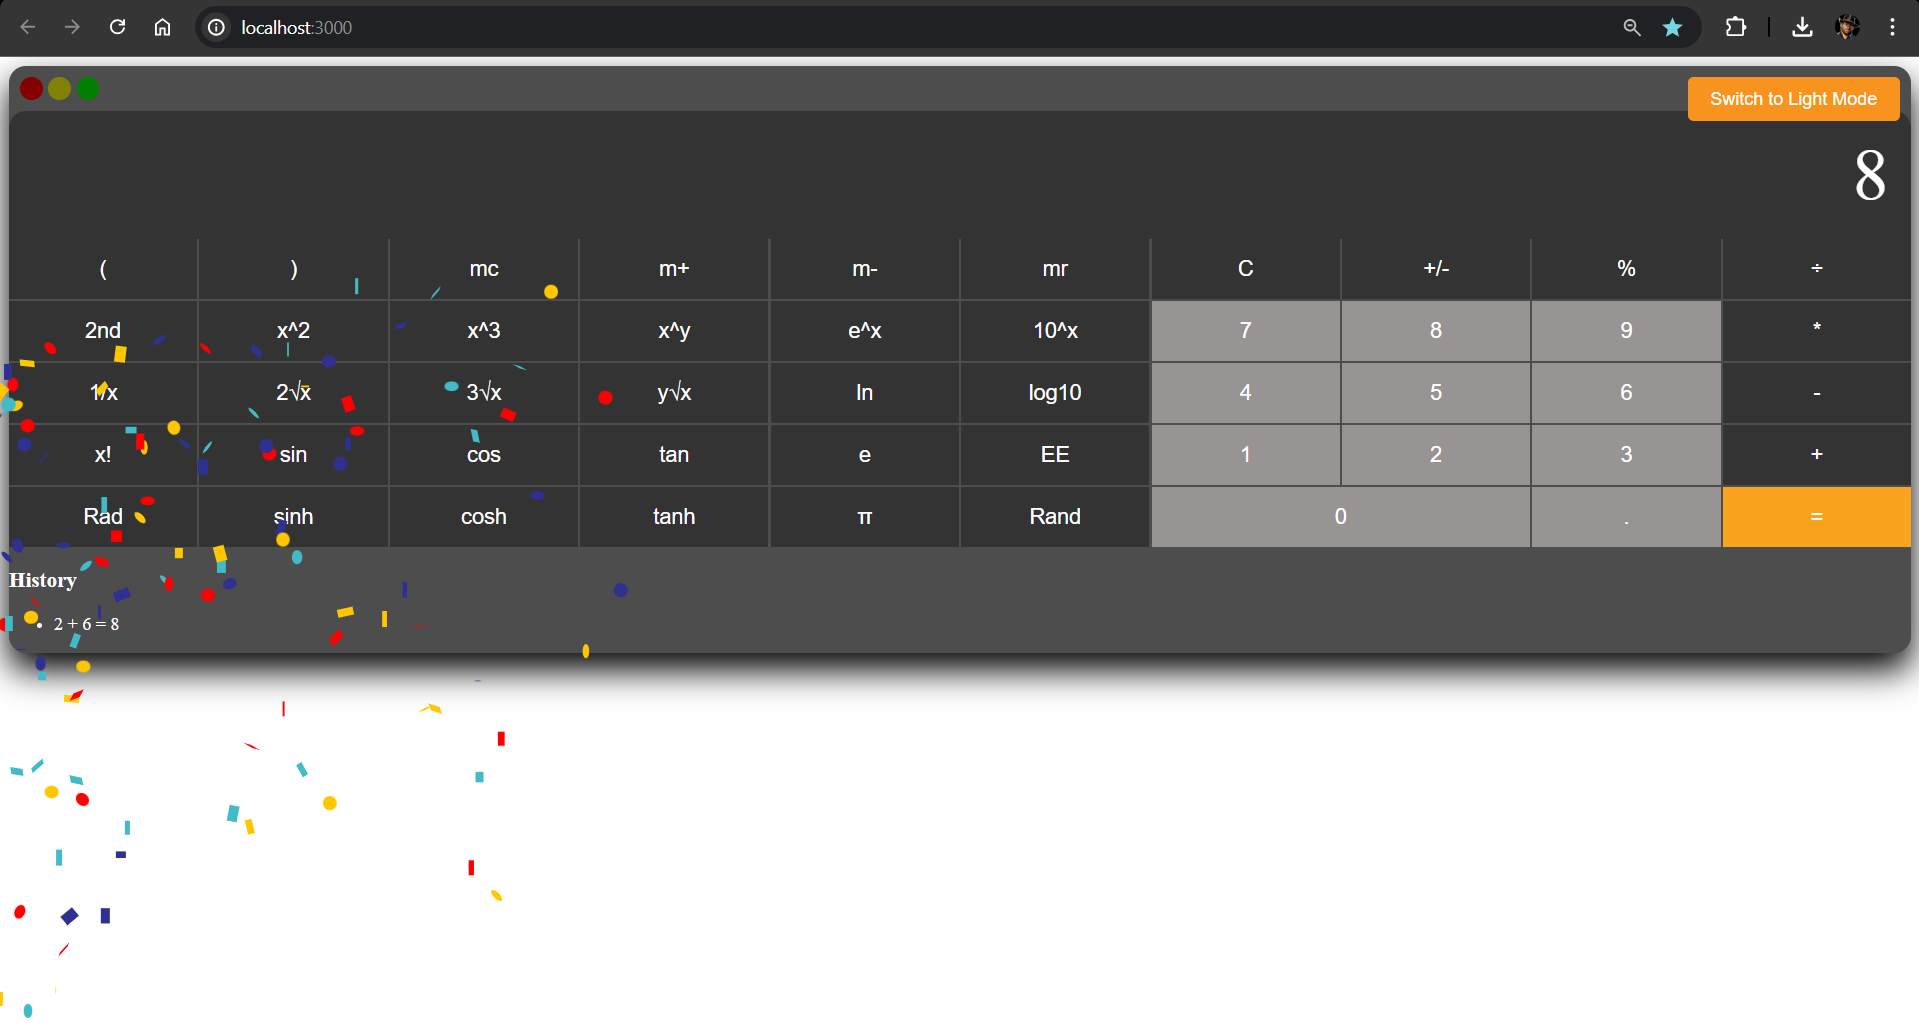 localhost:3000
Switch to Light Mode
8
( ) mc m+ m- mr C +/- % ÷
2nd x^2 x^3 x^y e^x 10^x 7 8 9 *
1/x 2√x 3√x y√x ln log10 4 5 6 -
x! sin cos tan e EE 1 2 3 +
Rad sinh cosh tanh π Rand 0 . =
History
• 2 + 6 = 8